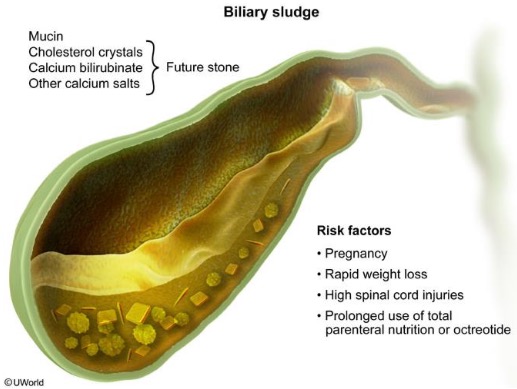 Biliary sludge
Mucin
Cholesterol crystals
Calcium bilirubinate
Other calcium salts
Future stone
Risk factors
• Pregnancy
• Rapid weight loss
• High spinal cord injuries
• Prolonged use of total
parenteral nutrition or octreotide
© UWorld